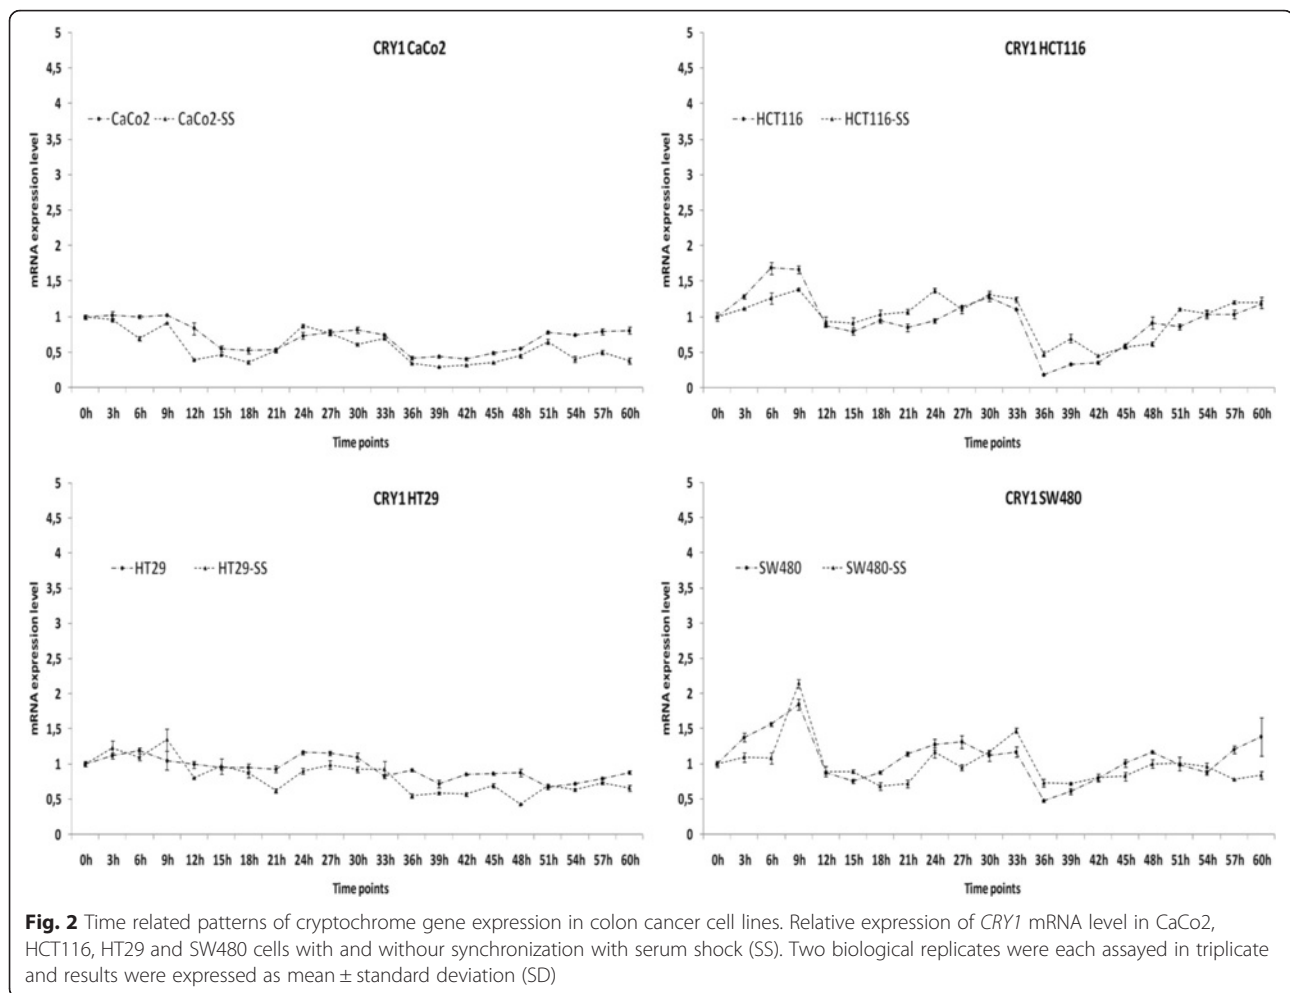 CRY1 CaCo2
mRNA expression level
5
4,5
4
3,5
3
2,5
2
1,5
1
0,5
0
CaCo2 CaCo2-SS
0h 3h 6h 9h 12h 15h 18h 21h 24h 27h 30h 33h 36h 39h 42h 45h 48h 51h 54h 57h 60h
Time points
CRY1 HCT116
mRNA expression level
5
4,5
4
3,5
3
2,5
2
1,5
1
0,5
0
HCT116 HCT116-SS
0h 3h 6h 9h 12h 15h 18h 21h 24h 27h 30h 33h 36h 39h 42h 45h 48h 51h 54h 57h 60h
Time points
CRY1 HT29
mRNA expression level
5
4,5
4
3,5
3
2,5
2
1,5
1
0,5
0
HT29 HT29-SS
0h 3h 6h 9h 12h 15h 18h 21h 24h 27h 30h 33h 36h 39h 42h 45h 48h 51h 54h 57h 60h
Time points
CRY1 SW480
mRNA expression level
5
4,5
4
3,5
3
2,5
2
1,5
1
0,5
0
SW480 SW480-SS
0h 3h 6h 9h 12h 15h 18h 21h 24h 27h 30h 33h 36h 39h 42h 45h 48h 51h 54h 57h 60h
Time points
Fig. 2 Time related patterns of cryptochrome gene expression in colon cancer cell lines. Relative expression of CRY1 mRNA level in CaCo2,
HCT116, HT29 and SW480 cells with and withour synchronization with serum shock (SS). Two biological replicates were each assayed in triplicate
and results were expressed as mean ± standard deviation (SD)